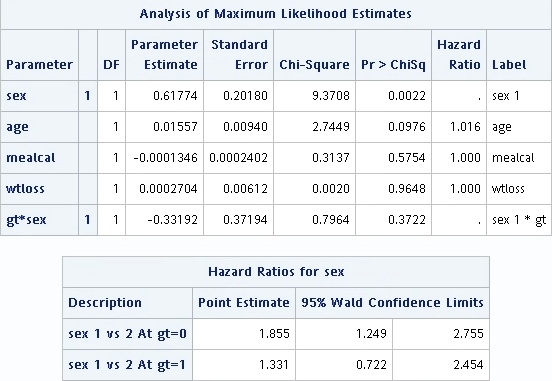 Analysis of Maximum Likelihood Estimates
Parameter DF Parameter Estimate Standard Error Chi-Square Pr > ChiSq Hazard Ratio Label
sex 1 1 0.61774 0.20180 9.3708 0.0022 . sex 1
age 1 0.01557 0.00940 2.7449 0.0976 1.016 age
mealcal 1 -0.0001346 0.0002402 0.3137 0.5754 1.000 mealcal
wtloss 1 0.0002704 0.00612 0.0020 0.9648 1.000 wtloss
gt*sex 1 1 -0.33192 0.37194 0.7964 0.3722 . sex 1 * gt
Hazard Ratios for sex
Description Point Estimate 95% Wald Confidence Limits
sex 1 vs 2 At gt=0 1.855 1.249 2.755
sex 1 vs 2 At gt=1 1.331 0.722 2.454